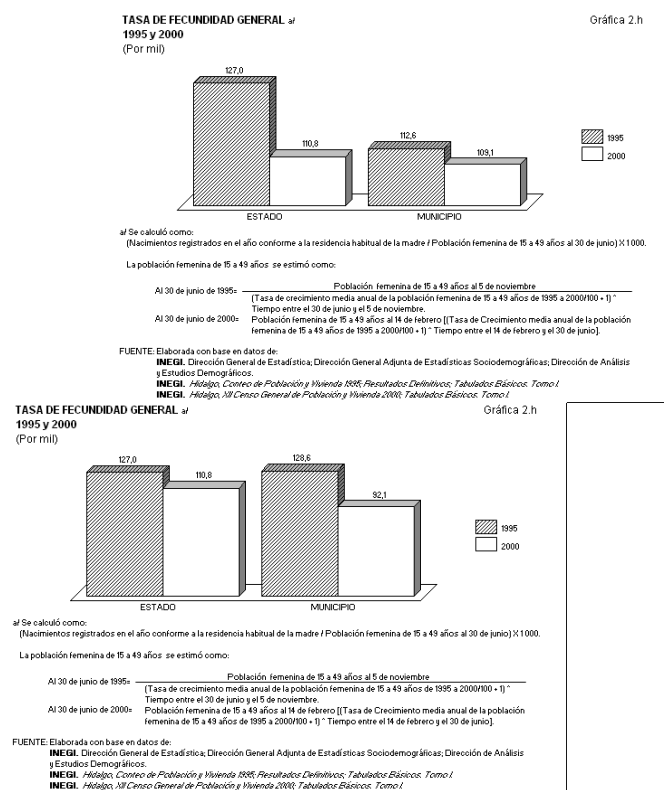 TASA DE FECUNDIDAD GENERAL a/
Gráfica 2.h
1995 y 2000
(Por mil)
127,0
110,8
112,6
109,1
1995
2000
ESTADO
MUNICIPIO
a/ Se calculó como:
(Nacimientos registrados en el año conforme a la residencia habitual de la madre / Población femenina de 15 a 49 años al 30 de junio) X 1000.
La población femenina de 15 a 49 años se estimó como:
Población femenina de 15 a 49 años al 5 de noviembre
Al 30 de junio de 1995=
(Tasa de crecimiento media anual de la población femenina de 15 a 49 años de 1995 a 2000/100 + 1) ^
Tiempo entre el 30 de junio y el 5 de noviembre.
Al 30 de junio de 2000= Población femenina de 15 a 49 años al 14 de febrero [(Tasa de Crecimiento media anual de la población
femenina de 15 a 49 años de 1995 a 2000/100 + 1) ^ Tiempo entre el 14 de febrero y el 30 de junio].
FUENTE: Elaborada con base en datos de:
INEGI. Dirección General de Estadística; Dirección General Adjunta de Estadísticas Sociodemográficas; Dirección de Análisis
y Estudios Demográficos.
INEGI. Hidalgo, Conteo de Población y Vivienda 1995; Resultados Definitivos; Tabulados Básicos. Tomo I.
INEGI. Hidalgo, XII Censo General de Población y Vivienda 2000; Tabulados Básicos. Tomo I.
TASA DE FECUNDIDAD GENERAL a/
Gráfica 2.h
1995 y 2000
(Por mil)
127,0
110,8
128,6
92,1
1995
2000
ESTADO
MUNICIPIO
a/ Se calculó como:
(Nacimientos registrados en el año conforme a la residencia habitual de la madre / Población femenina de 15 a 49 años al 30 de junio) X 1000.
La población femenina de 15 a 49 años se estimó como:
Población femenina de 15 a 49 años al 5 de noviembre
Al 30 de junio de 1995=
(Tasa de crecimiento media anual de la población femenina de 15 a 49 años de 1995 a 2000/100 + 1) ^
Tiempo entre el 30 de junio y el 5 de noviembre.
Al 30 de junio de 2000= Población femenina de 15 a 49 años al 14 de febrero [(Tasa de Crecimiento media anual de la población
femenina de 15 a 49 años de 1995 a 2000/100 + 1) ^ Tiempo entre el 14 de febrero y el 30 de junio].
FUENTE: Elaborada con base en datos de:
INEGI. Dirección General de Estadística; Dirección General Adjunta de Estadísticas Sociodemográficas; Dirección de Análisis
y Estudios Demográficos.
INEGI. Hidalgo, Conteo de Población y Vivienda 1995; Resultados Definitivos; Tabulados Básicos. Tomo I.
INEGI. Hidalgo, XII Censo General de Población y Vivienda 2000; Tabulados Básicos. Tomo I.